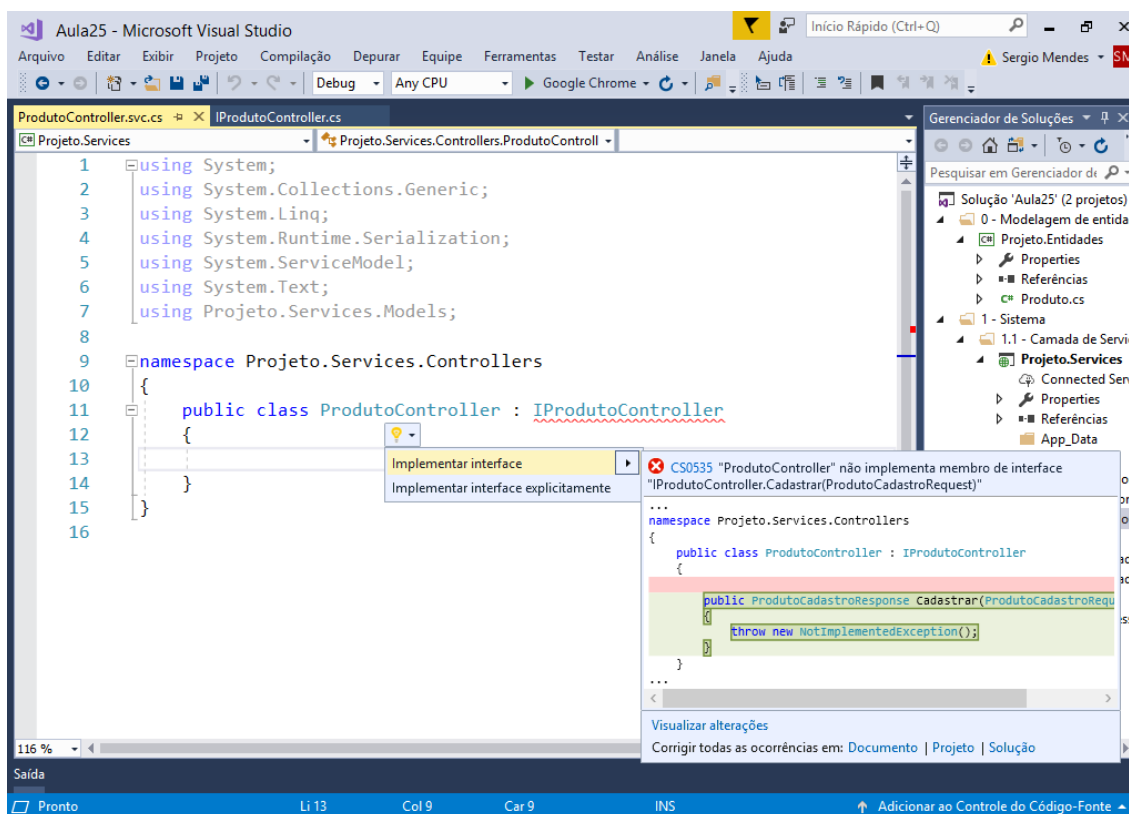 Aula25 - Microsoft Visual Studio
Início Rápido (Ctrl+Q)
Arquivo Editar Exibir Projeto Compilação Depurar Equipe Ferramentas Testar Análise Janela Ajuda
Sergio Mendes SM
Debug Any CPU Google Chrome
ProdutoController.svc.cs IProdutoController.cs
Projeto.Services Projeto.Services.Controllers.ProdutoControll
1 using System;
2 using System.Collections.Generic;
3 using System.Linq;
4 using System.Runtime.Serialization;
5 using System.ServiceModel;
6 using System.Text;
7 using Projeto.Services.Models;
8
9 namespace Projeto.Services.Controllers
10 {
11 public class ProdutoController : IProdutoController
12 {
13
14 }
15 }
16
Implementar interface
Implementar interface explicitamente
CS0535 "ProdutoController" não implementa membro de interface
"IProdutoController.Cadastrar(ProdutoCadastroRequest)"
...
namespace Projeto.Services.Controllers
{
public class ProdutoController : IProdutoController
{
public ProdutoCadastroResponse Cadastrar(ProdutoCadastroRequ
{
throw new NotImplementedException();
}
}
...
Visualizar alterações
Corrigir todas as ocorrências em: Documento | Projeto | Solução
Gerenciador de Soluções
Pesquisar em Gerenciador de
Solução 'Aula25' (2 projetos)
0 - Modelagem de entida
C# Projeto.Entidades
Properties
Referências
C# Produto.cs
1 - Sistema
1.1 - Camada de Servi
Projeto.Services
Connected Ser
Properties
Referências
App_Data
116 %
Saída
Pronto Li 13 Col 9 Car 9 INS Adicionar ao Controle do Código-Fonte